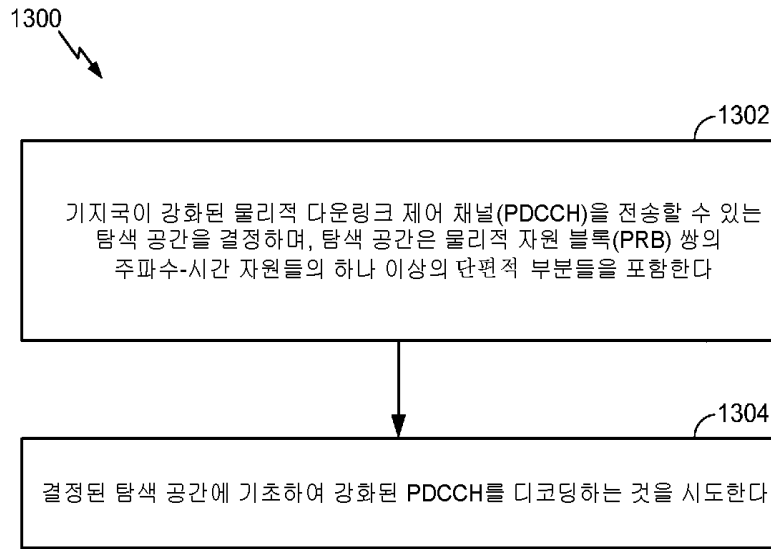 1300
1302
기지국이 강화된 물리적 다운링크 제어 채널(PDCCH)을 전송할 수 있는
탐색 공간을 결정하며, 탐색 공간은 물리적 자원 블록(PRB) 쌍의
주파수-시간 자원들의 하나 이상의 단편적 부분들을 포함한다
1304
결정된 탐색 공간에 기초하여 강화된 PDCCH를 디코딩하는 것을 시도한다